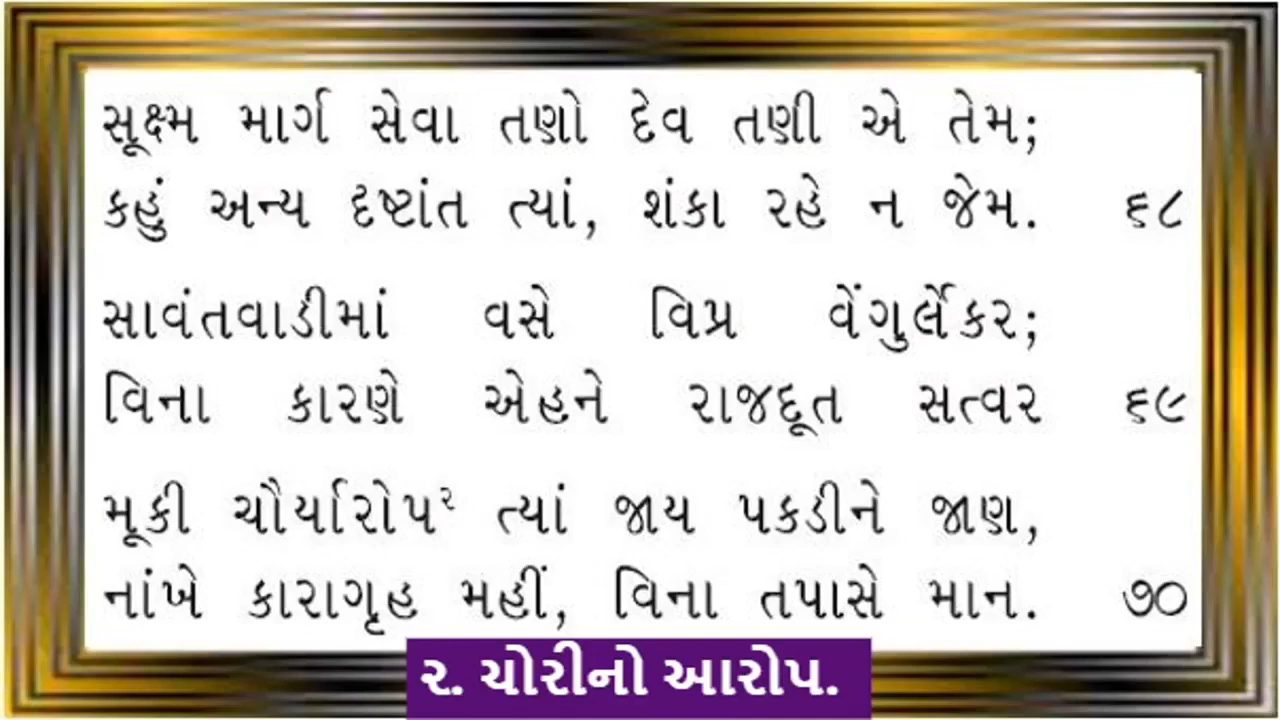 સૂક્ષ્મ માર્ગ સેવા તણો દેવ તણી એ તેમ;
કહું અન્ય દૃષ્ટાંત ત્યાં, શંકા રહે ન જેમ. ૬૮
સાવંતવાડીમાં વસે વિપ્ર વેંગુર્લેકર;
વિના કારણે એહને રાજદૂત સત્વર ૬૯
મૂકી ચૌર્યારોપ૨ ત્યાં જાય પકડીને જાણ,
નાંખે કારાગૃહ મહીં, વિના તપાસે માન. ૭૦
૨. ચોરીનો આરોપ.